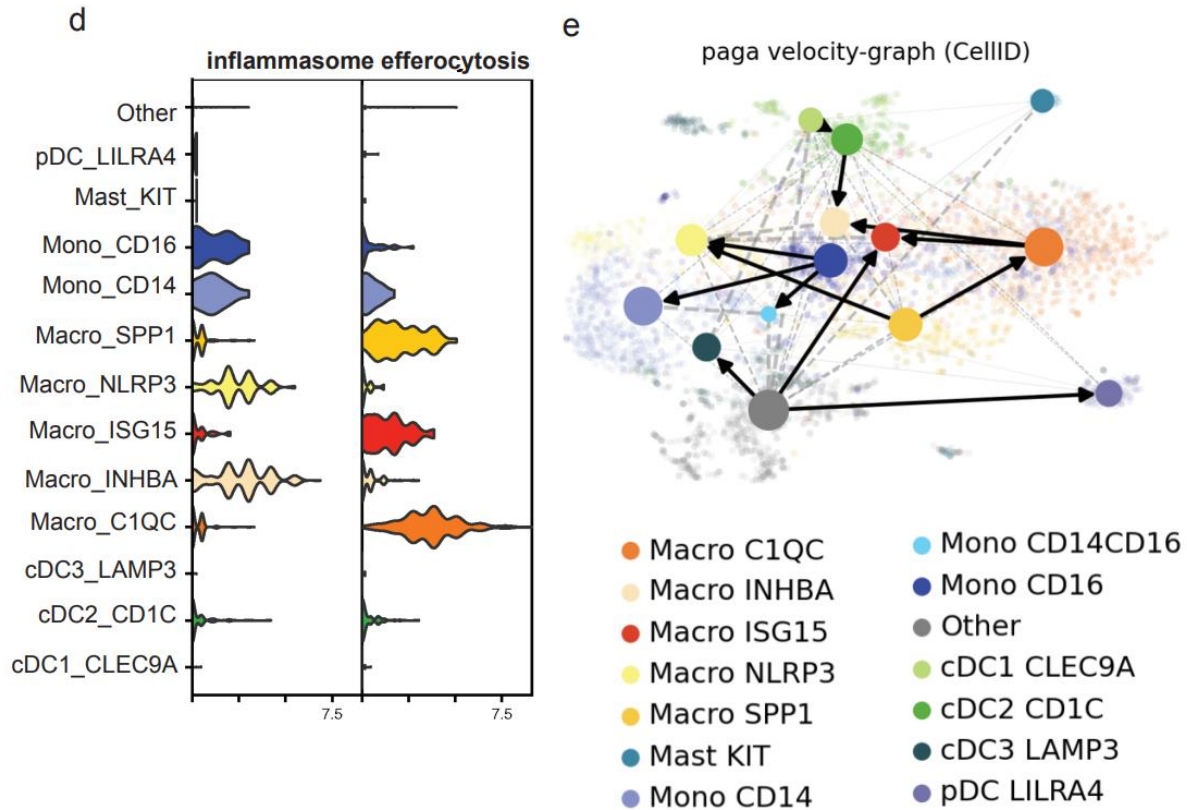 d
inflammasome efferocytosis
Other
pDC_LILRA4
Mast_KIT
Mono_CD16
Mono_CD14
Macro_SPP1
Macro_NLRP3
Macro_ISG15
Macro_INHBA
Macro_C1QC
cDC3_LAMP3
cDC2_CD1C
cDC1_CLEC9A
7.5 7.5
e
paga velocity-graph (CellID)
Macro C1QC
Macro INHBA
Macro ISG15
Macro NLRP3
Macro SPP1
Mast KIT
Mono CD14
Mono CD14CD16
Mono CD16
Other
cDC1 CLEC9A
cDC2 CD1C
cDC3 LAMP3
pDC LILRA4